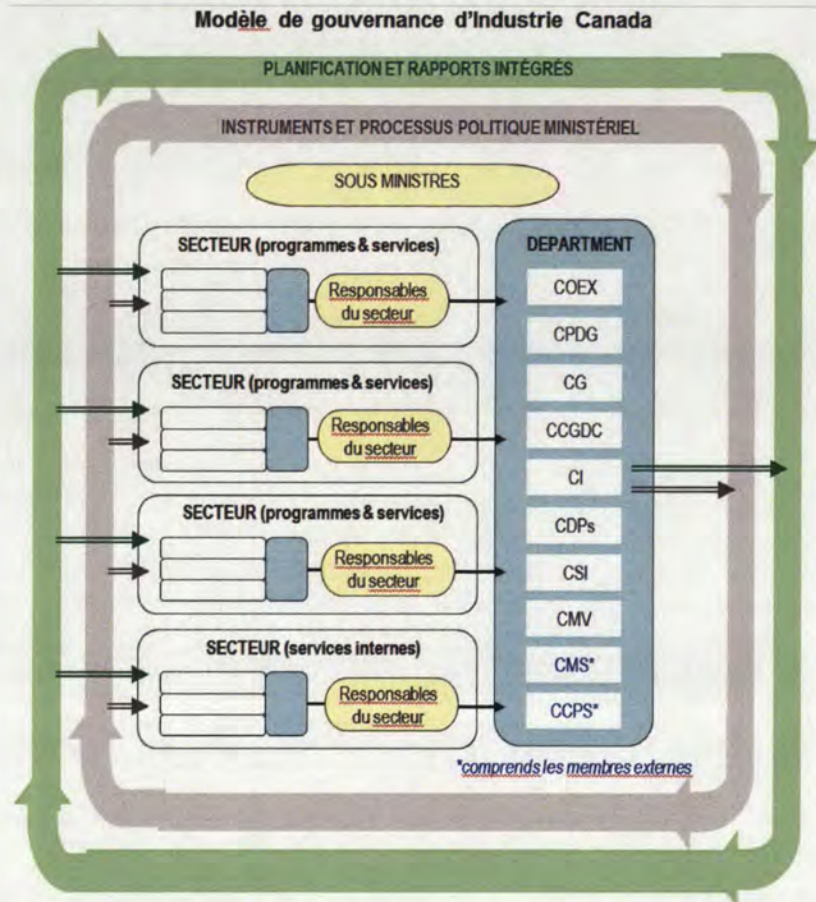 Modèle de gouvernance d'Industrie Canada
PLANIFICATION ET RAPPORTS INTÉGRÉS
INSTRUMENTS ET PROCESSUS POLITIQUE MINISTÉRIEL
SOUS MINISTRES
SECTEUR (programmes & services)
Responsables
du secteur
SECTEUR (programmes & services)
Responsables
du secteur
SECTEUR (programmes & services)
Responsables
du secteur
SECTEUR (services internes)
Responsables
du secteur
DEPARTMENT
COEX
CPDG
CG
CCGDC
CI
CDPs
CSI
CMV
CMS*
CCPS*
*comprends les membres externes